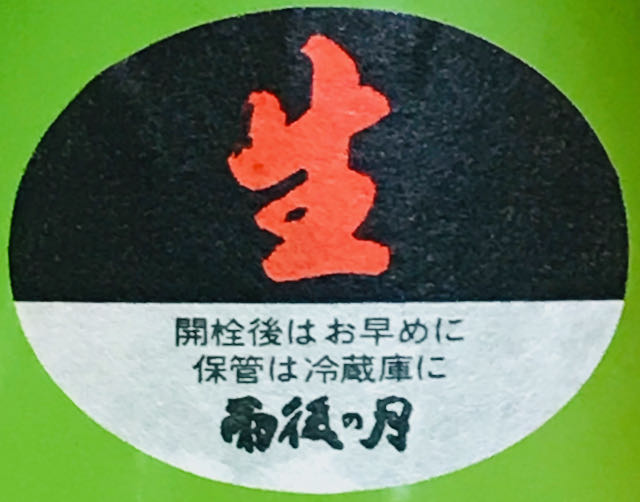 生
開栓後はお早めに
保管は冷蔵庫に
雨後の月